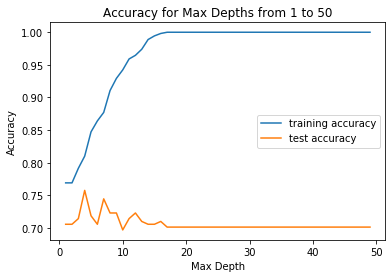 Accuracy for Max Depths from 1 to 50
1.00
0.95
0.90
0.85
0.80
0.75
0.70
Accuracy
training accuracy
test accuracy
0
10
20
30
40
50
Max Depth